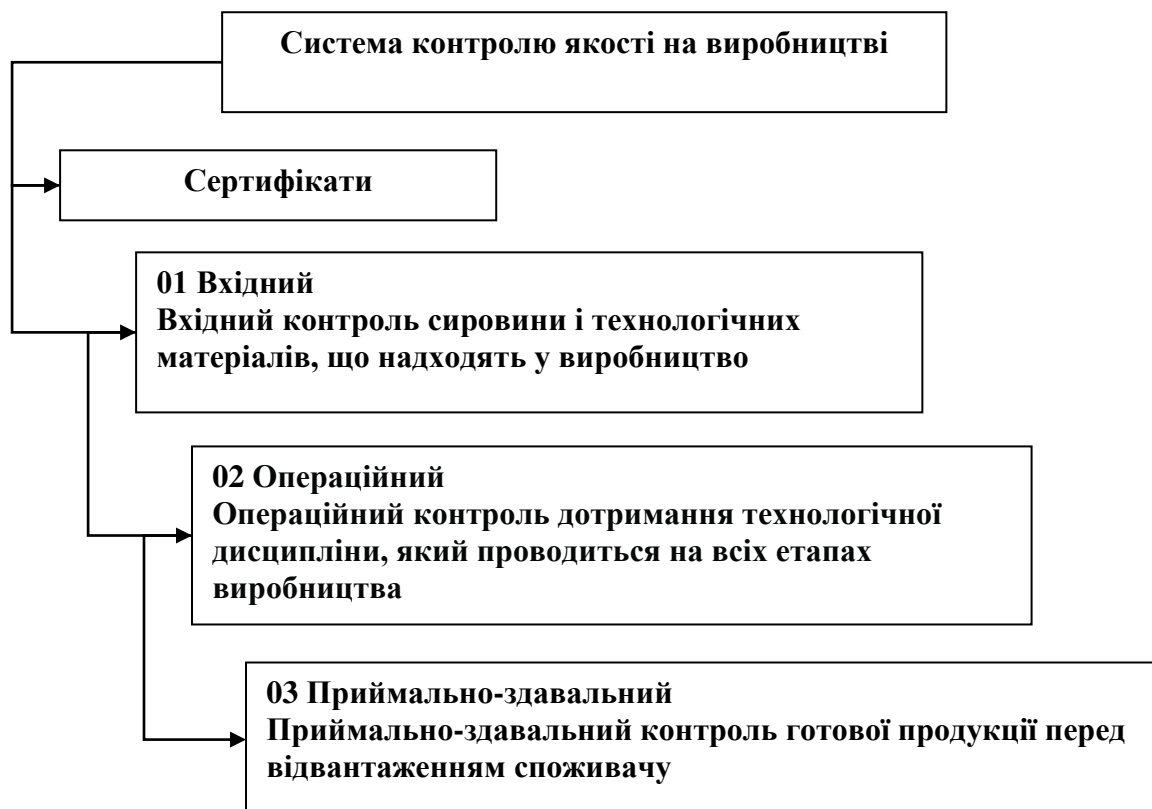 Система контролю якості на виробництві
Сертифікати
01 Вхідний
Вхідний контроль сировини і технологічних
матеріалів, що надходять у виробництво
02 Операційний
Операційний контроль дотримання технологічної
дисципліни, який проводиться на всіх етапах
виробництва
03 Приймально-здавальний
Приймально-здавальний контроль готової продукції перед
відвантаженням споживачу